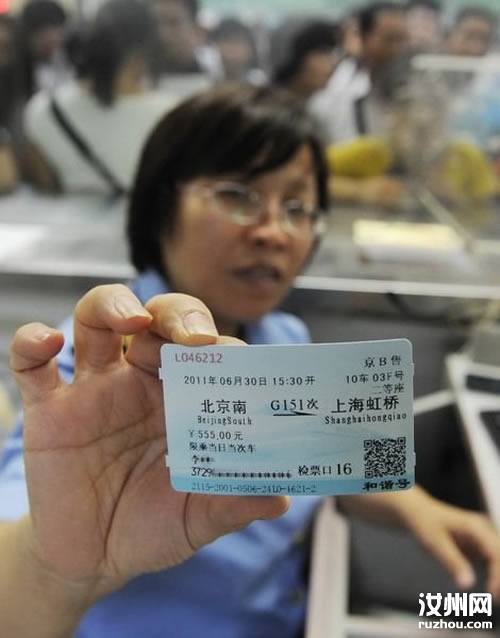 L046212
京B售
2011年06月30日 15:30开
10车 03F号
二等座
北京南 G151次 上海虹桥
BeijingSouth Shanghaihongqiao
￥555.00元
限乘当日当次车
李
3729
检票口 16
和谐号
汝州网
ruzhou.com